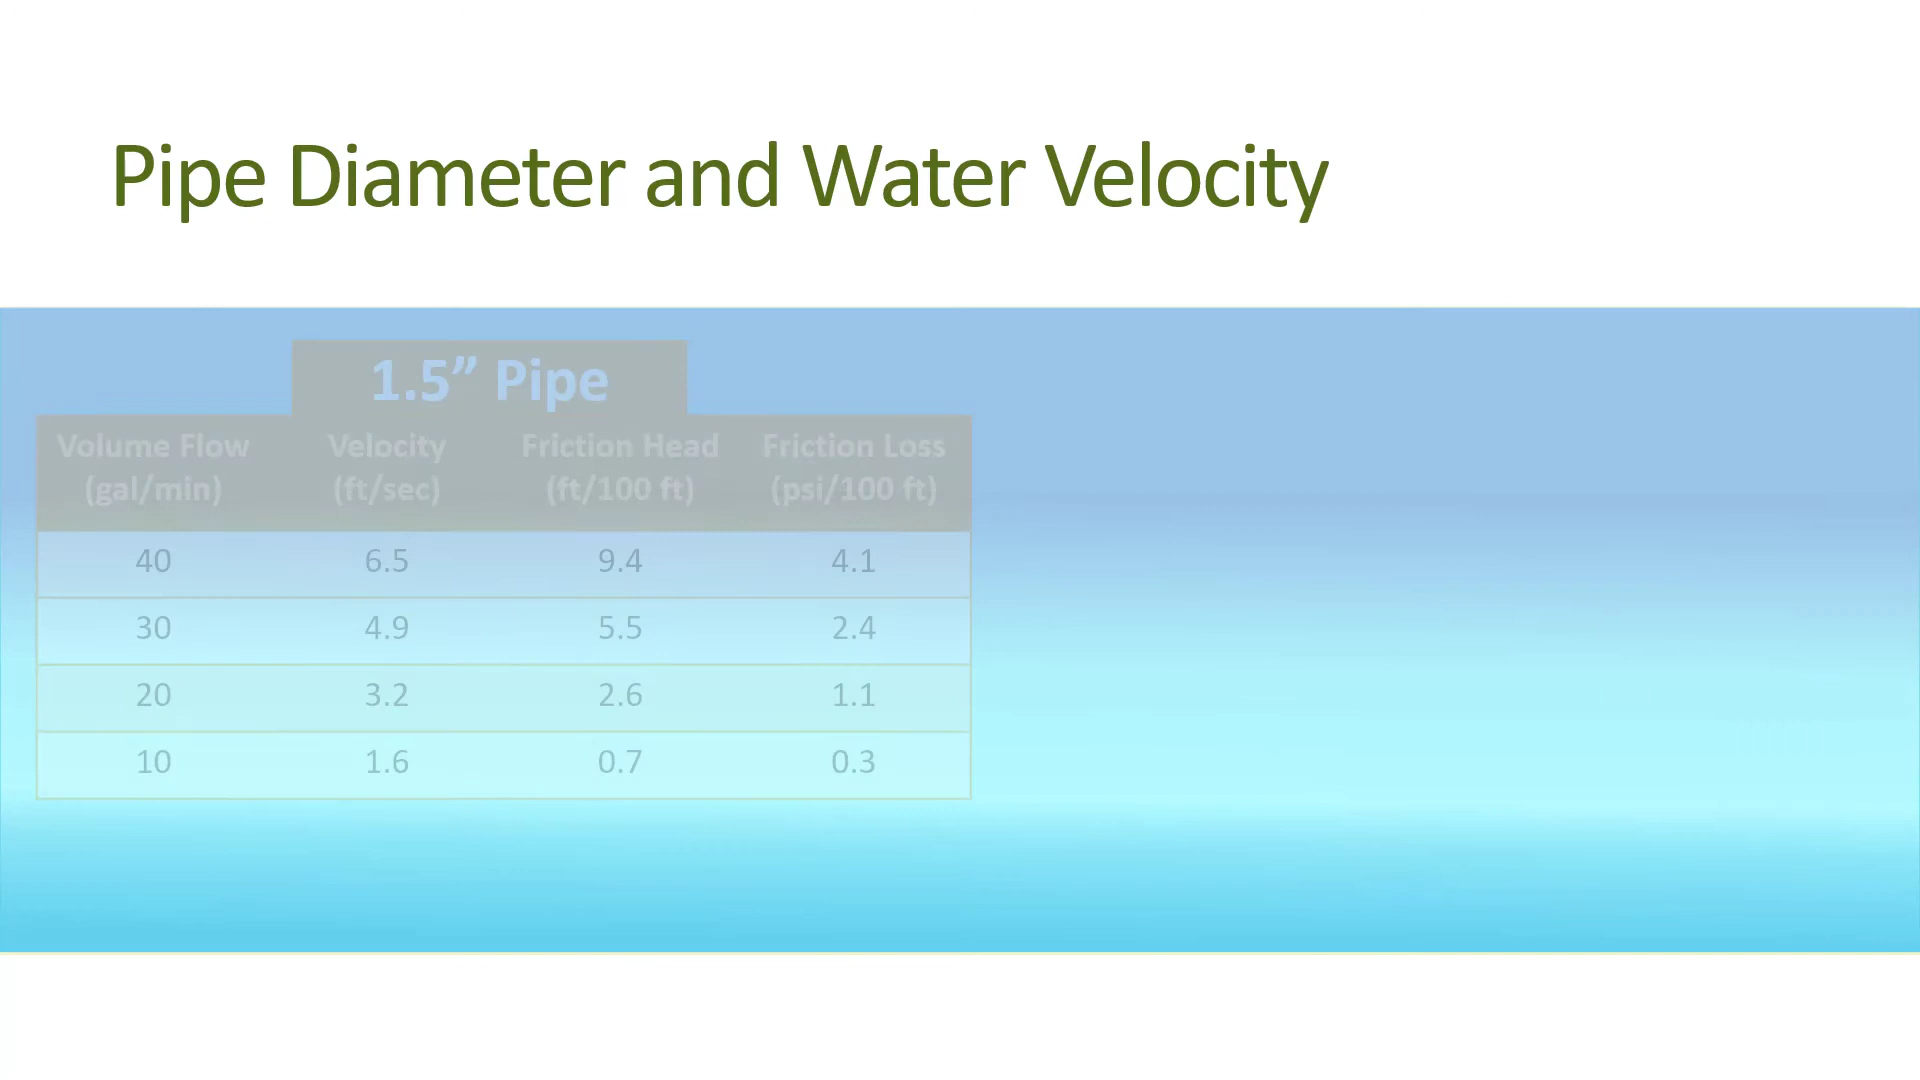 Pipe Diameter and Water Velocity
1.5” Pipe
Volume Flow (gal/min) Velocity (ft/sec) Friction Head (ft/100 ft) Friction Loss (psi/100 ft)
40 6.5 9.4 4.1
30 4.9 5.5 2.4
20 3.2 2.6 1.1
10 1.6 0.7 0.3